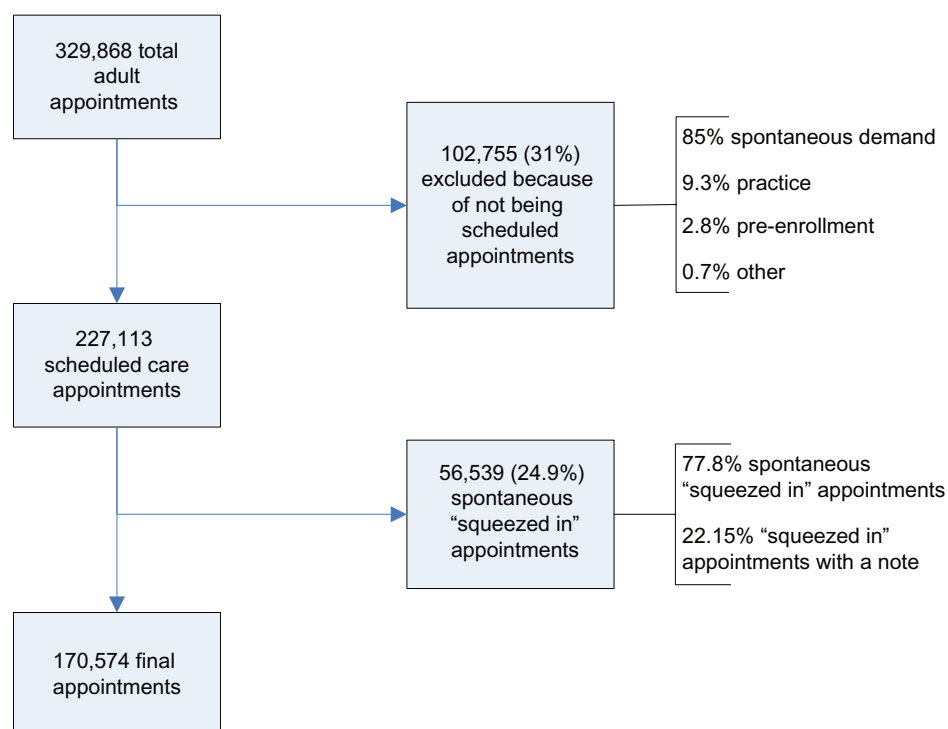 329,868 total
adult
appointments
102,755 (31%)
excluded because
of not being
scheduled
appointments
85% spontaneous demand
9.3% practice
2.8% pre-enrollment
0.7% other
227,113
scheduled care
appointments
56,539 (24.9%)
spontaneous
“squeezed in”
appointments
77.8% spontaneous
“squeezed in” appointments
22.15% “squeezed in”
appointments with a note
170,574 final
appointments